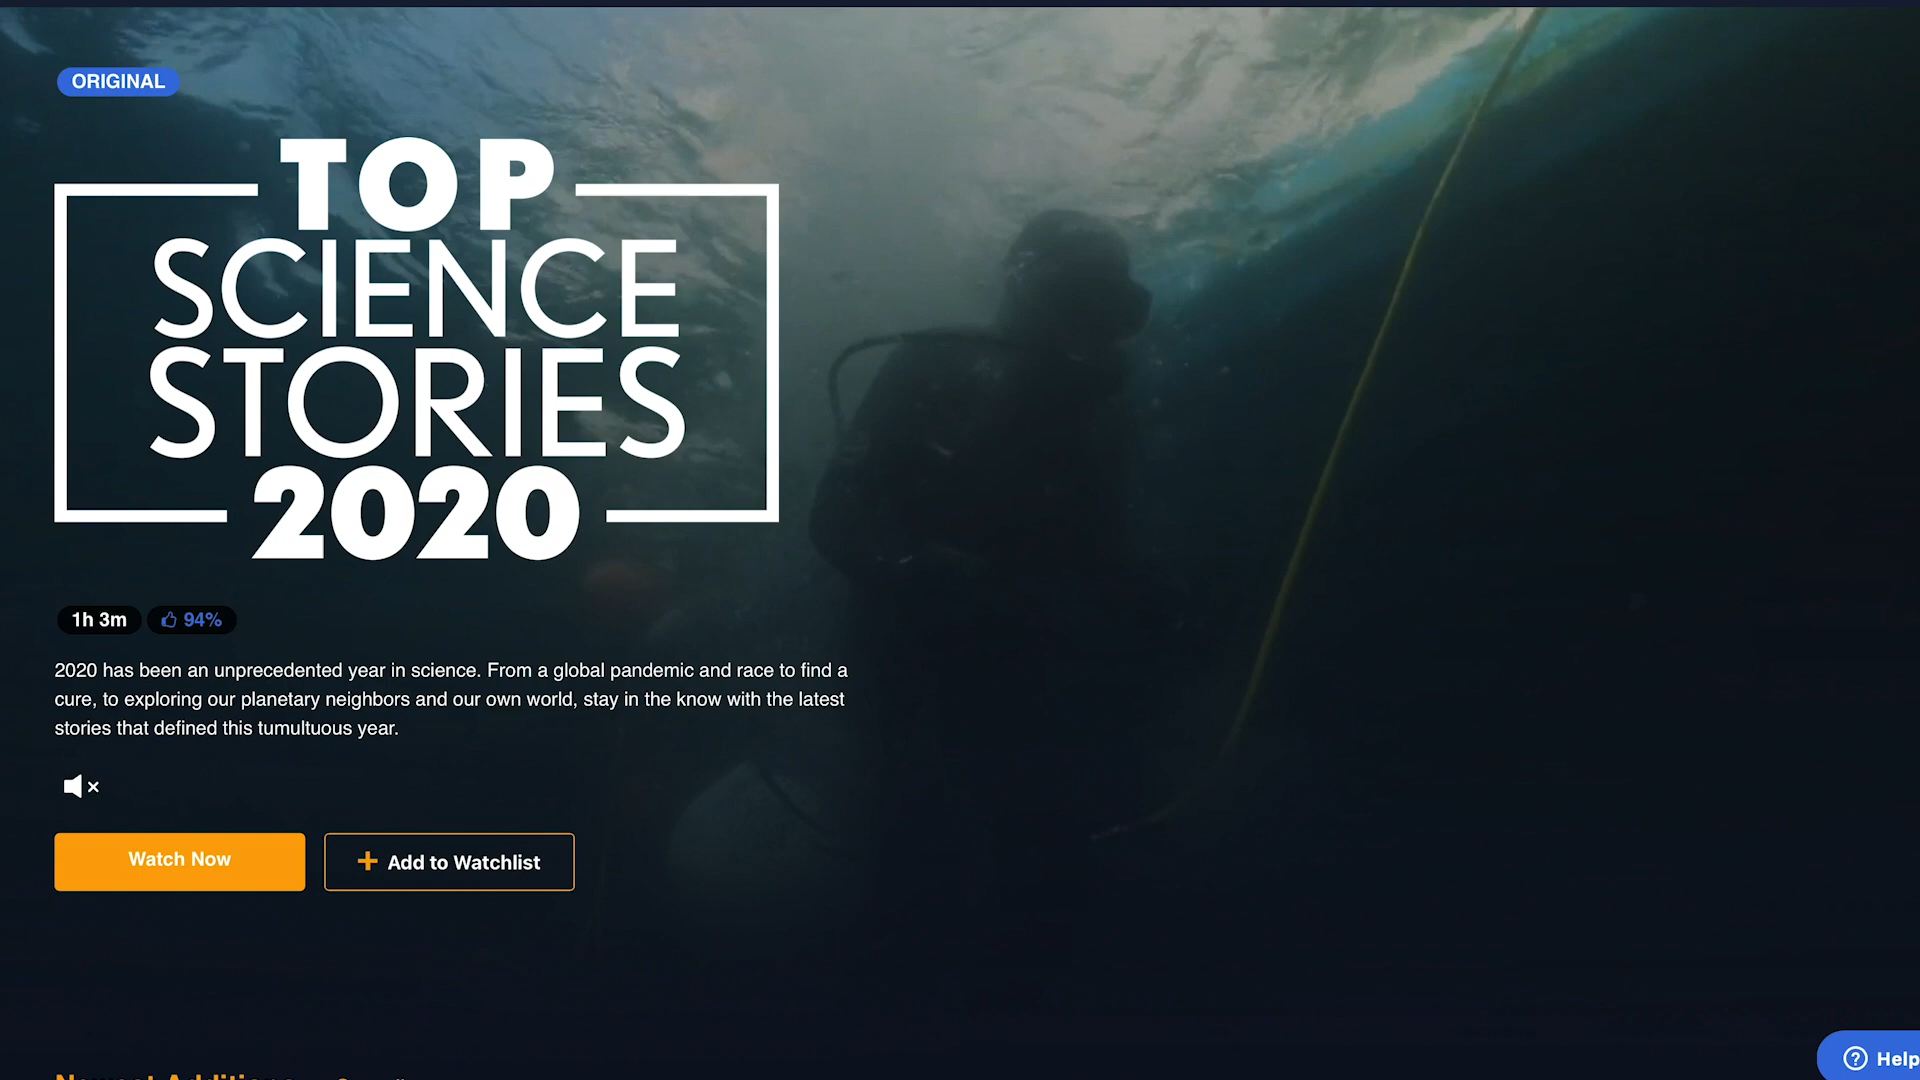 ORIGINAL
TOP
SCIENCE
STORIES
2020
1h 3m 94%
2020 has been an unprecedented year in science. From a global pandemic and race to find a
cure, to exploring our planetary neighbors and our own world, stay in the know with the latest
stories that defined this tumultuous year.
Watch Now
Add to Watchlist
Help
Newest Additions